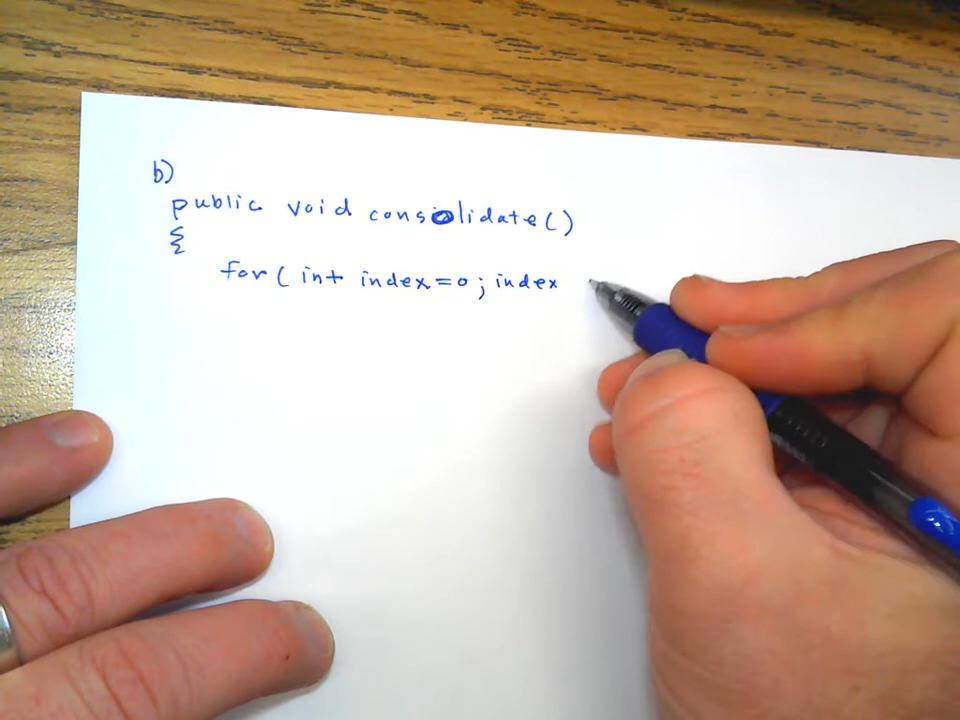 b)
public void consolidate()
{
for( int index=0; index